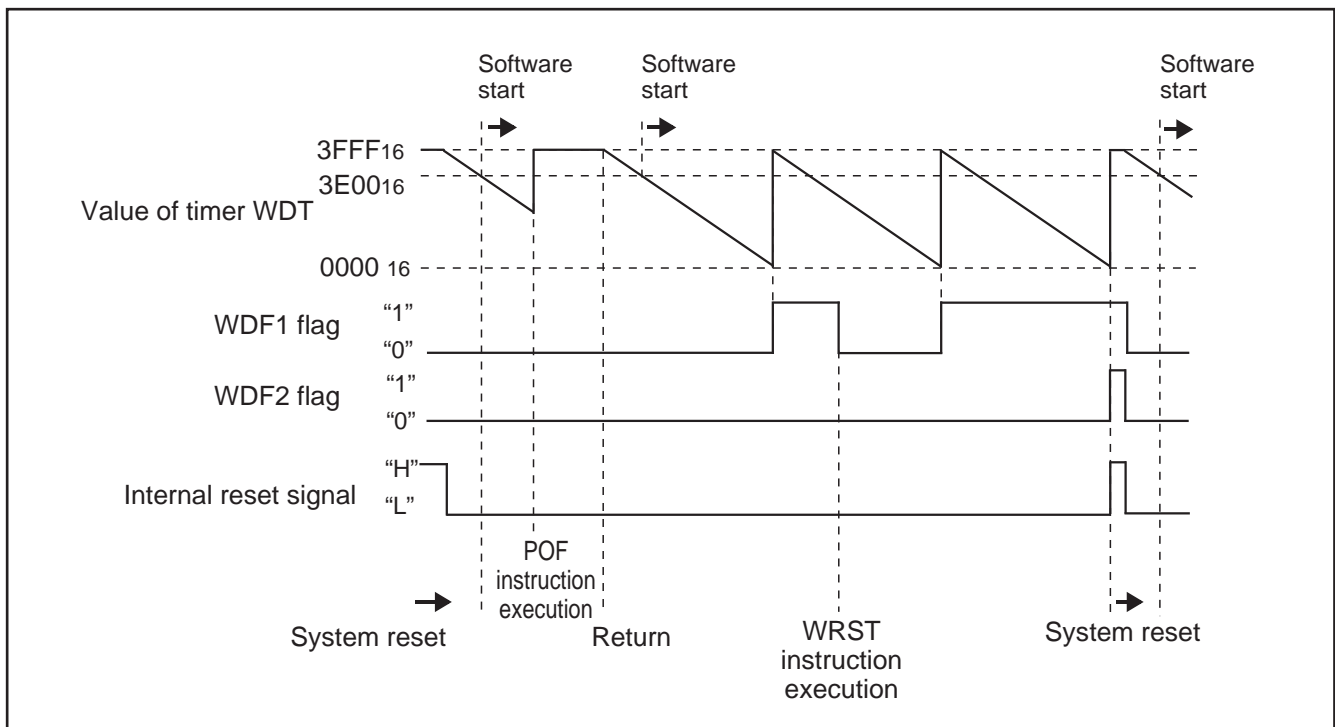 Software
start
Software
start
Software
start
3FFF16
3E0016
Value of timer WDT
0000 16
“1”
WDF1 flag
“0”
“1”
WDF2 flag
“0”
“H”
Internal reset signal
“L”
POF
instruction
execution
System reset
Return
WRST
instruction
execution
System reset